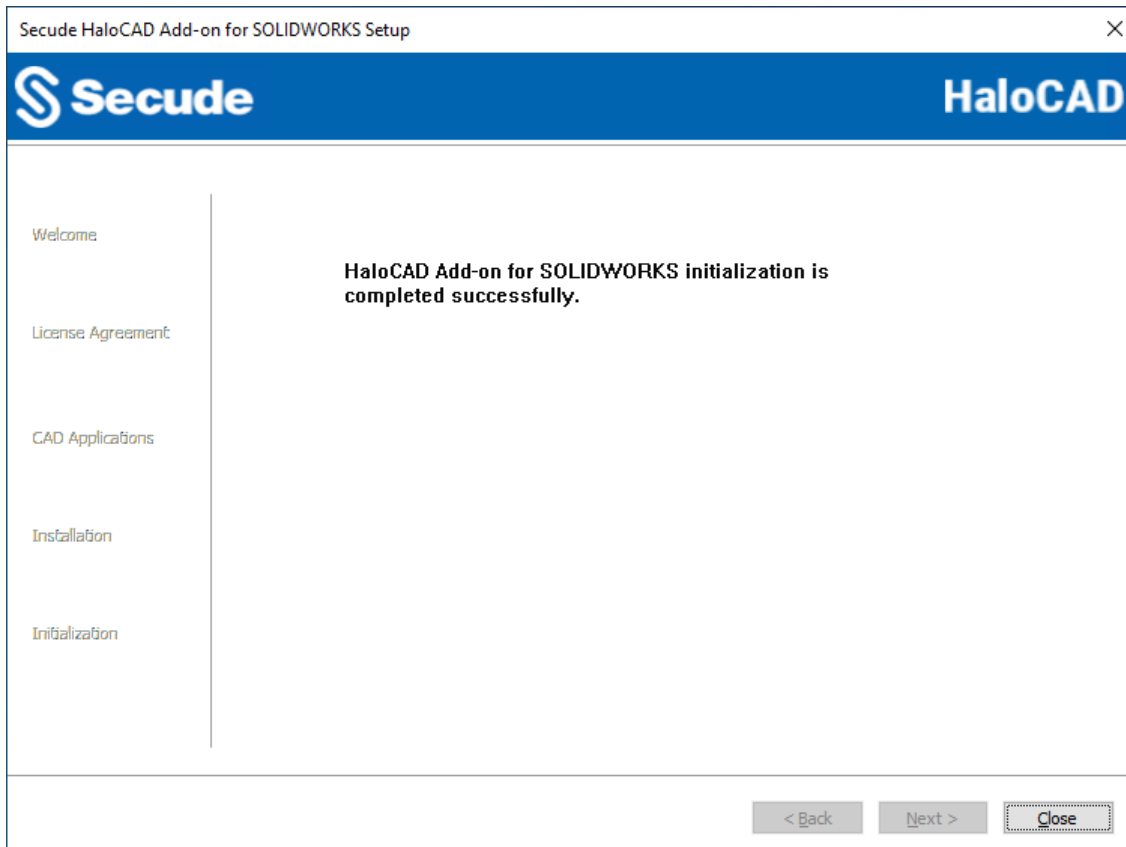 Secude HaloCAD Add-on for SOLIDWORKS Setup
Secude
HaloCAD
Welcome
License Agreement
CAD Applications
Installation
Initialization
HaloCAD Add-on for SOLIDWORKS initialization is
completed successfully.
< Back
Next >
Close